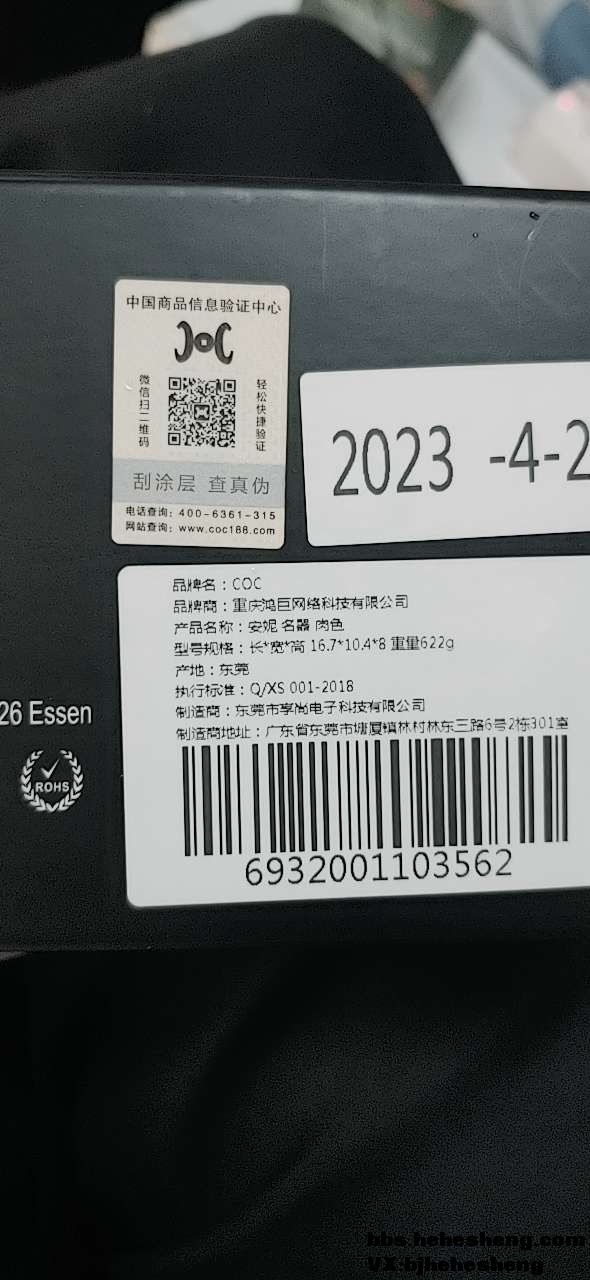 中国商品信息验证中心
COC
微信扫二维码
轻松快捷验证
刮涂层 查真伪
电话查询：400-6361-315
网站查询：www.coc188.com
2023 -4-2
品牌名：COC
品牌商：重庆鸿巨网络科技有限公司
产品名称：安妮 名器 肉色
型号规格：长*宽*高 16.7*10.4*8 重量622g
产地：东莞
执行标准：Q/XS 001-2018
制造商：东莞市享尚电子科技有限公司
制造商地址：广东省东莞市塘厦镇林村林东三路6号2栋301室
6932001103562
26 Essen
ROHS
bbs.hehesheng.com
VX:bjhehesheng